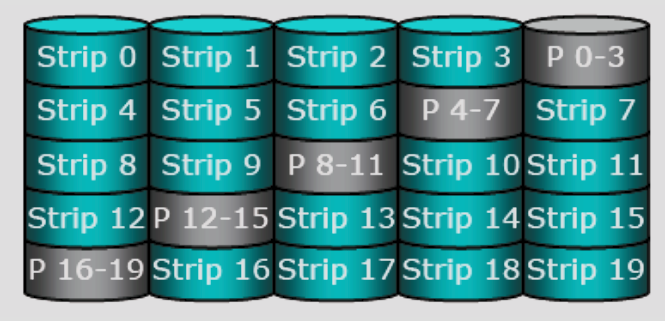 Strip 0 Strip 1 Strip 2 Strip 3 P 0-3
Strip 4 Strip 5 Strip 6 P 4-7 Strip 7
Strip 8 Strip 9 P 8-11 Strip 10 Strip 11
Strip 12 P 12-15 Strip 13 Strip 14 Strip 15
P 16-19 Strip 16 Strip 17 Strip 18 Strip 19